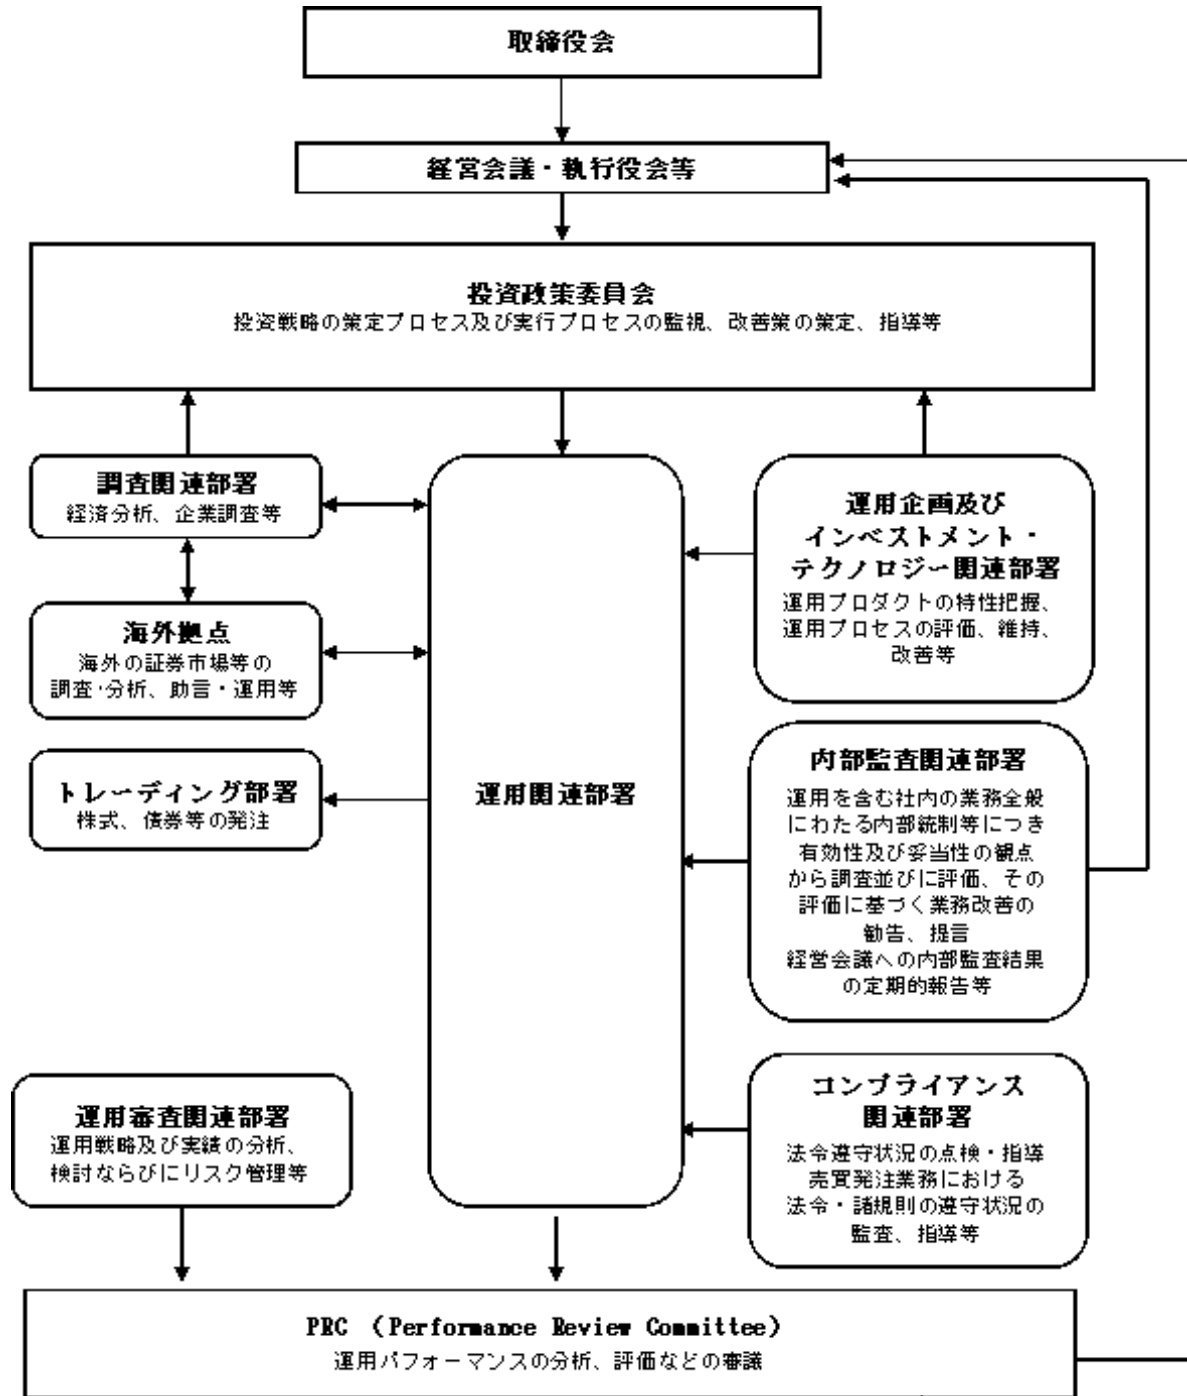 取締役会
経営会議・執行役会等
投資政策委員会
投資戦略の策定プロセス及び実行プロセスの監視、改善策の策定、指導等
調査関連部署
経済分析、企業調査等
海外拠点
海外の証券市場等の
調査・分析、助言・運用等
トレーディング部署
株式、債券等の発注
運用関連部署
運用企画及び
インベストメント・
テクノロジー関連部署
運用プロダクトの特性把握、
運用プロセスの評価、維持、
改善等
内部監査関連部署
運用を含む社内の業務全般
にわたる内部統制等につき
有効性及び妥当性の観点
から調査並びに評価、その
評価に基づく業務改善の
勧告、提言
経営会議への内部監査結果
の定期的報告等
コンプライアンス
関連部署
法令遵守状況の点検・指導
売買発注業務における
法令・諸規則の遵守状況の
監査、指導等
運用審査関連部署
運用戦略及び実績の分析、
検討ならびにリスク管理等
PRC （Performance Review Committee）
運用パフォーマンスの分析、評価などの審議